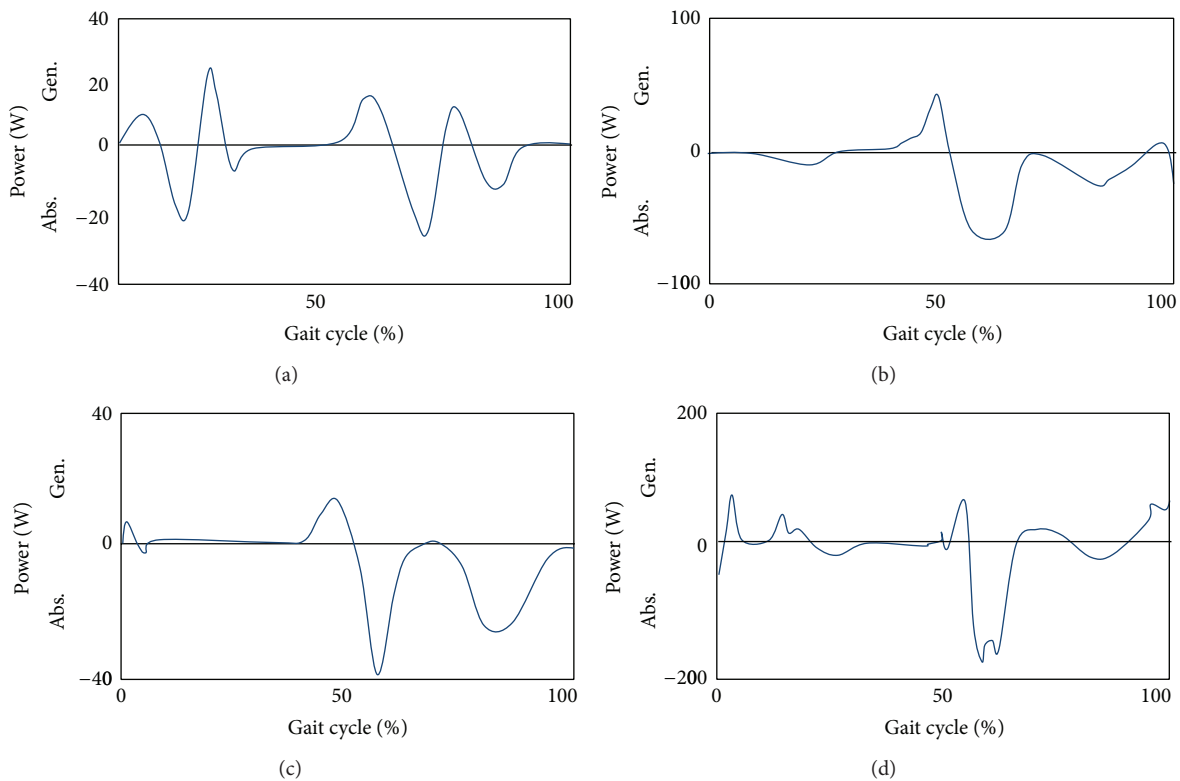 40
20
0
−20
−40
Gen.
Abs.
Power (W)
50
100
Gait cycle (%)
(a)
100
0
−100
Gen.
Abs.
Power (W)
0
50
100
Gait cycle (%)
(b)
40
0
−40
Gen.
Abs.
Power (W)
0
50
100
Gait cycle (%)
(c)
200
0
−200
Gen.
Abs.
Power (W)
0
50
100
Gait cycle (%)
(d)